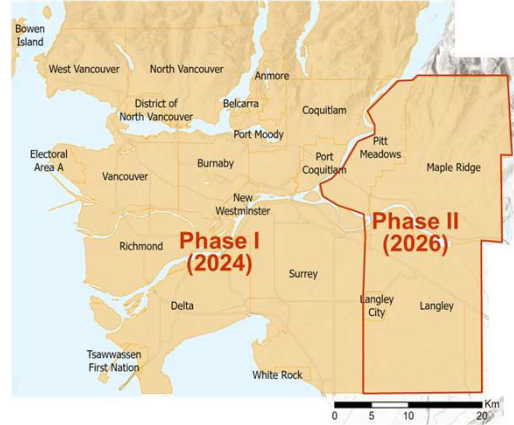 Bowen
Island
West Vancouver
North Vancouver
Anmore
District of
North Vancouver
Belcarra
Coquitlam
Port Moody
Pitt
Meadows
Electoral
Area A
Vancouver
Burnaby
Port
Coquitlam
Maple Ridge
New
Westminster
Richmond
Phase I
(2024)
Phase II
(2026)
Surrey
Delta
Langley
City
Langley
Tsawwassen
First Nation
White Rock
Km
0 5 10 20